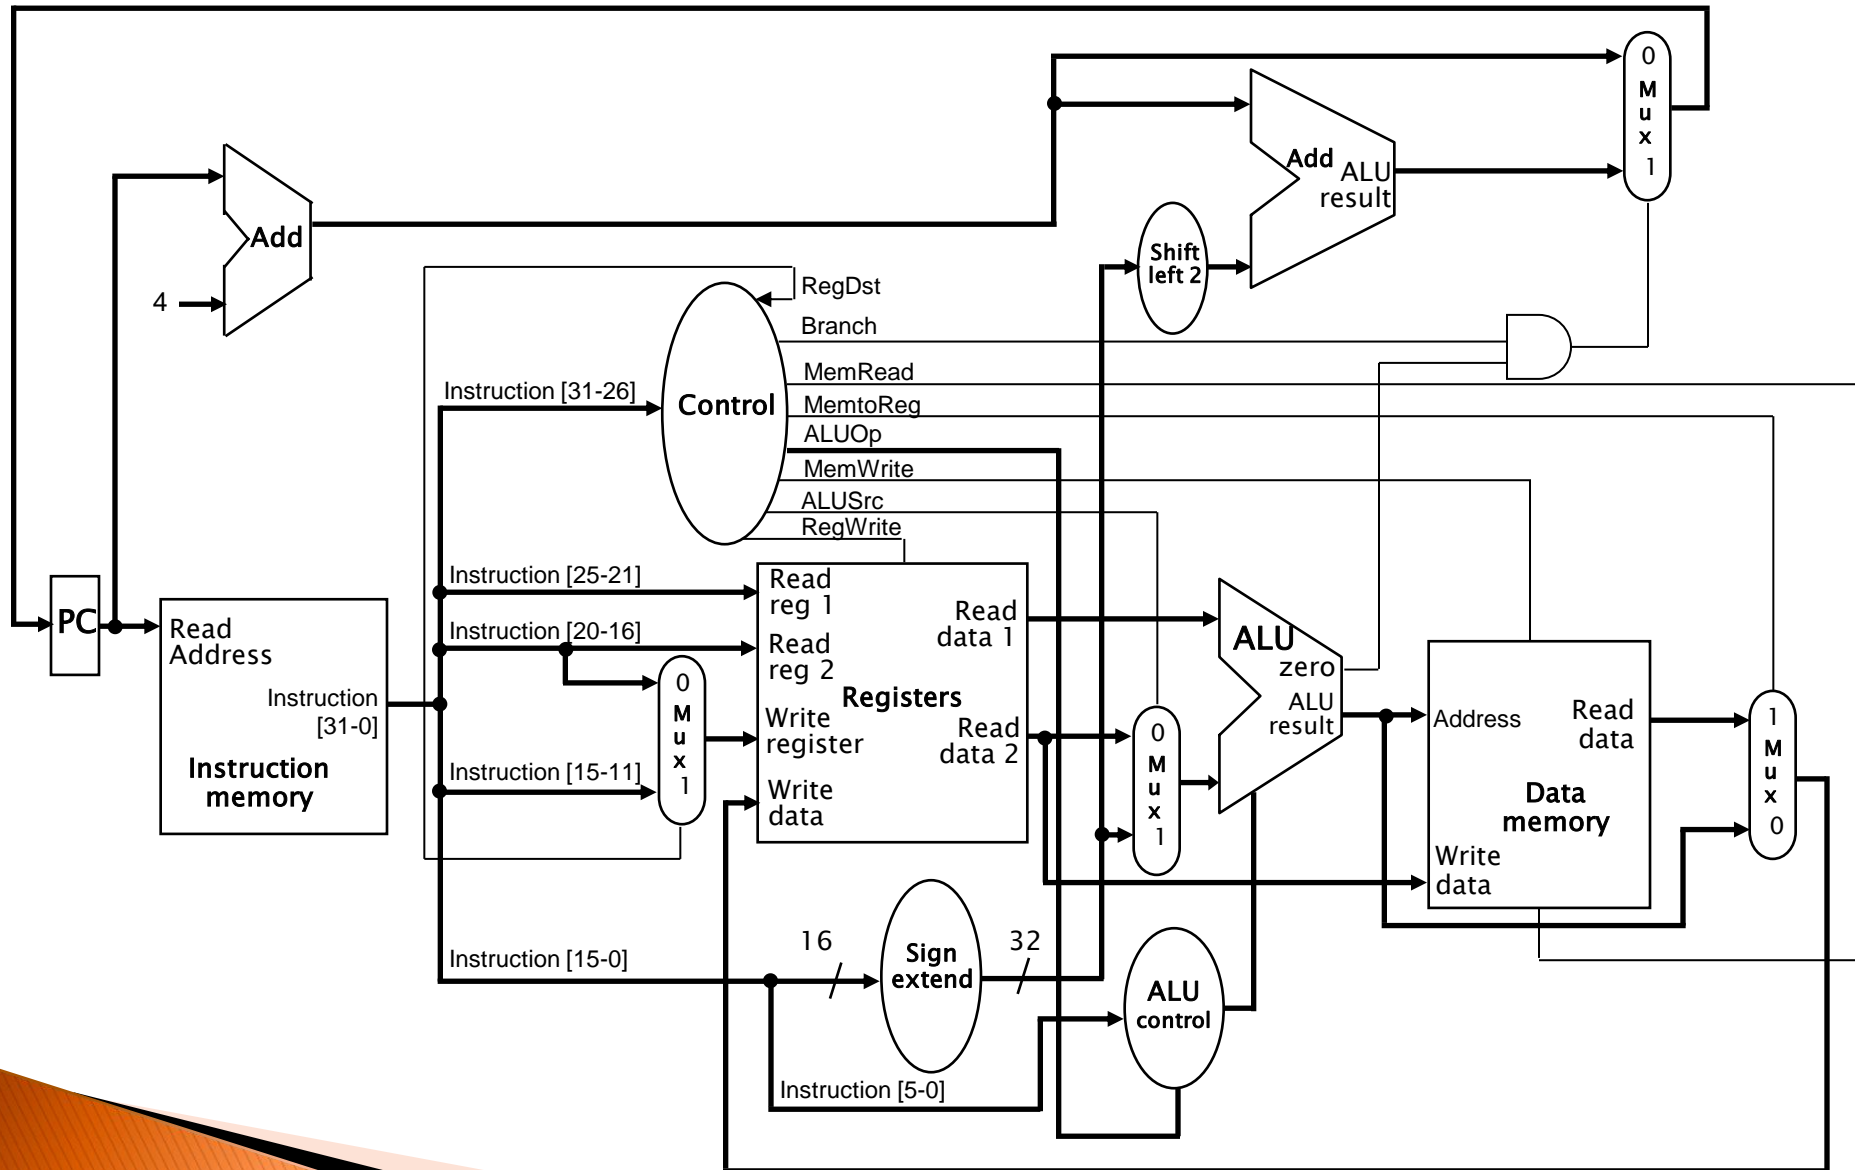 0
M
u
x
1
Add
ALU
result
Add
4
Shift
left 2
RegDst
Branch
MemRead
MemtoReg
ALUOp
MemWrite
ALUSrc
RegWrite
Control
Instruction [31-26]
Instruction [25-21]
Instruction [20-16]
Instruction [15-11]
Instruction [15-0]
Instruction [5-0]
PC
Read
Address
Instruction
[31-0]
Instruction
memory
0
M
u
x
1
Read
reg 1
Read
reg 2
Write
register
Write
data
Registers
Read
data 1
Read
data 2
0
M
u
x
1
ALU
zero
ALU
result
Address
Read
data
Data
memory
Write
data
1
M
u
x
0
16
Sign
extend
32
ALU
control